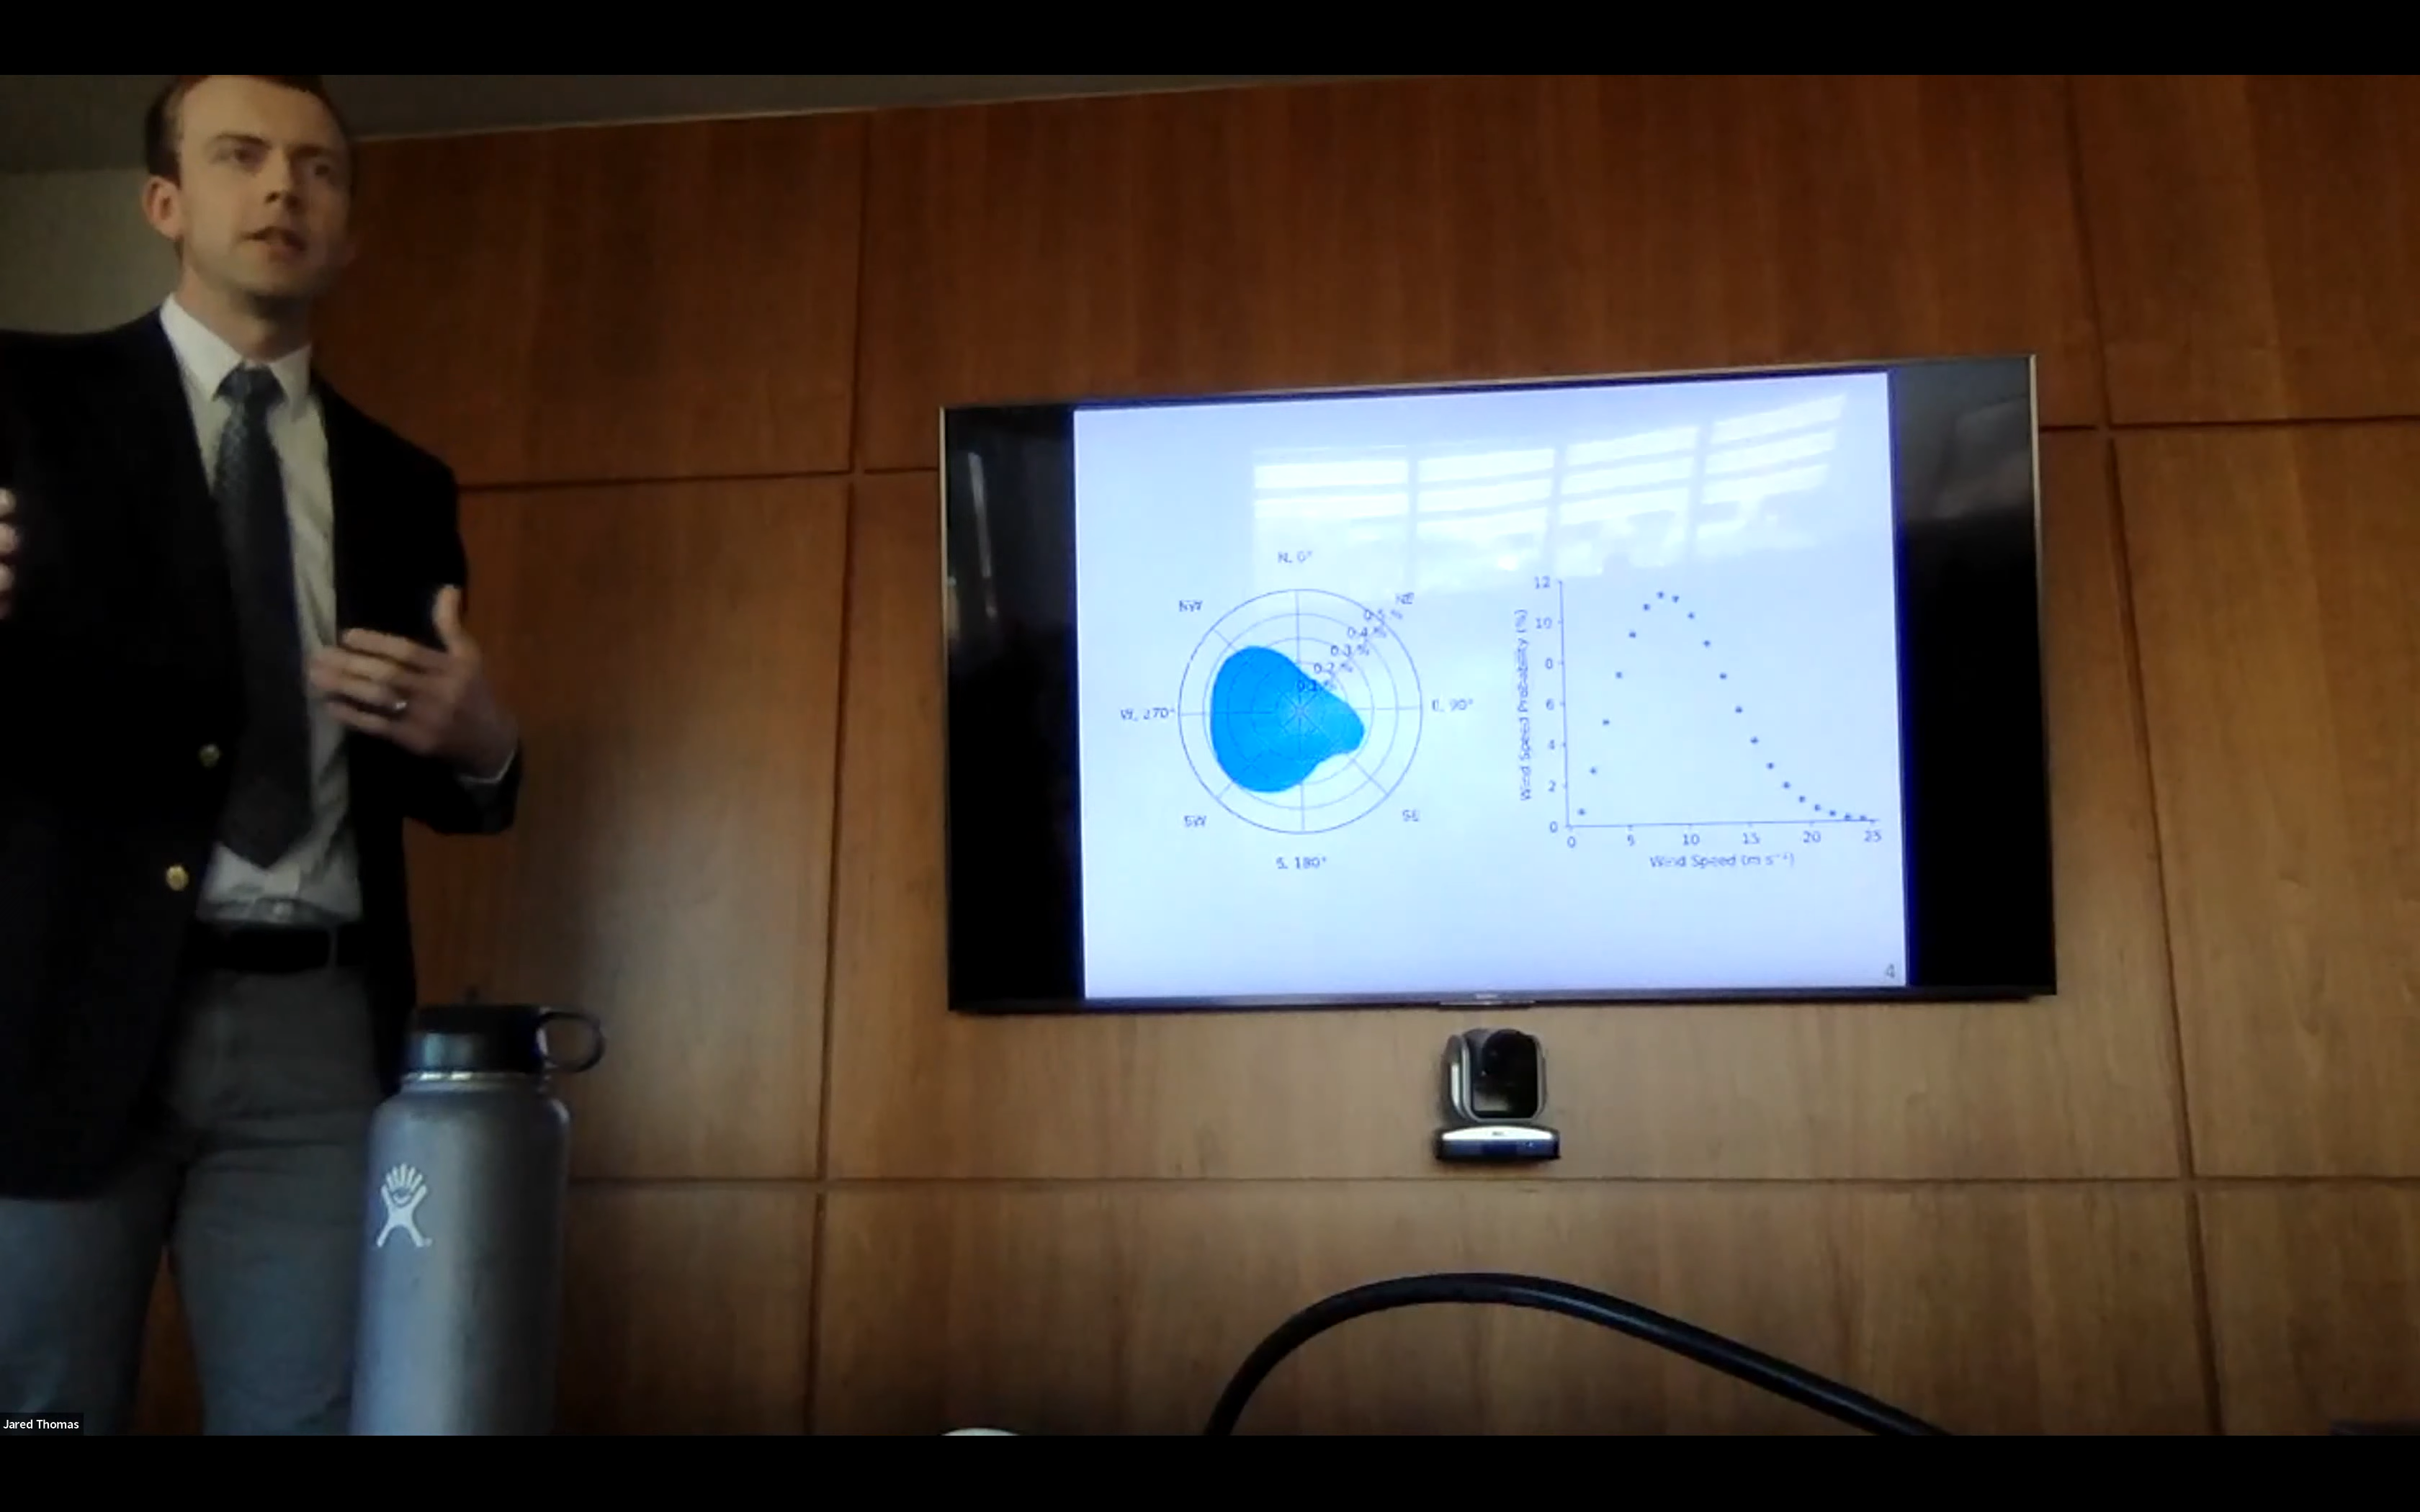 N, 0°
NW
NE
0.5 %
0.4 %
0.3 %
0.2 %
0.1 %
W, 270°
E, 90°
SW
SE
S, 180°
12
10
8
6
4
2
0
Wind Speed Probability (%)
0 5 10 15 20 25
Wind Speed (m s⁻¹)
4
Jared Thomas